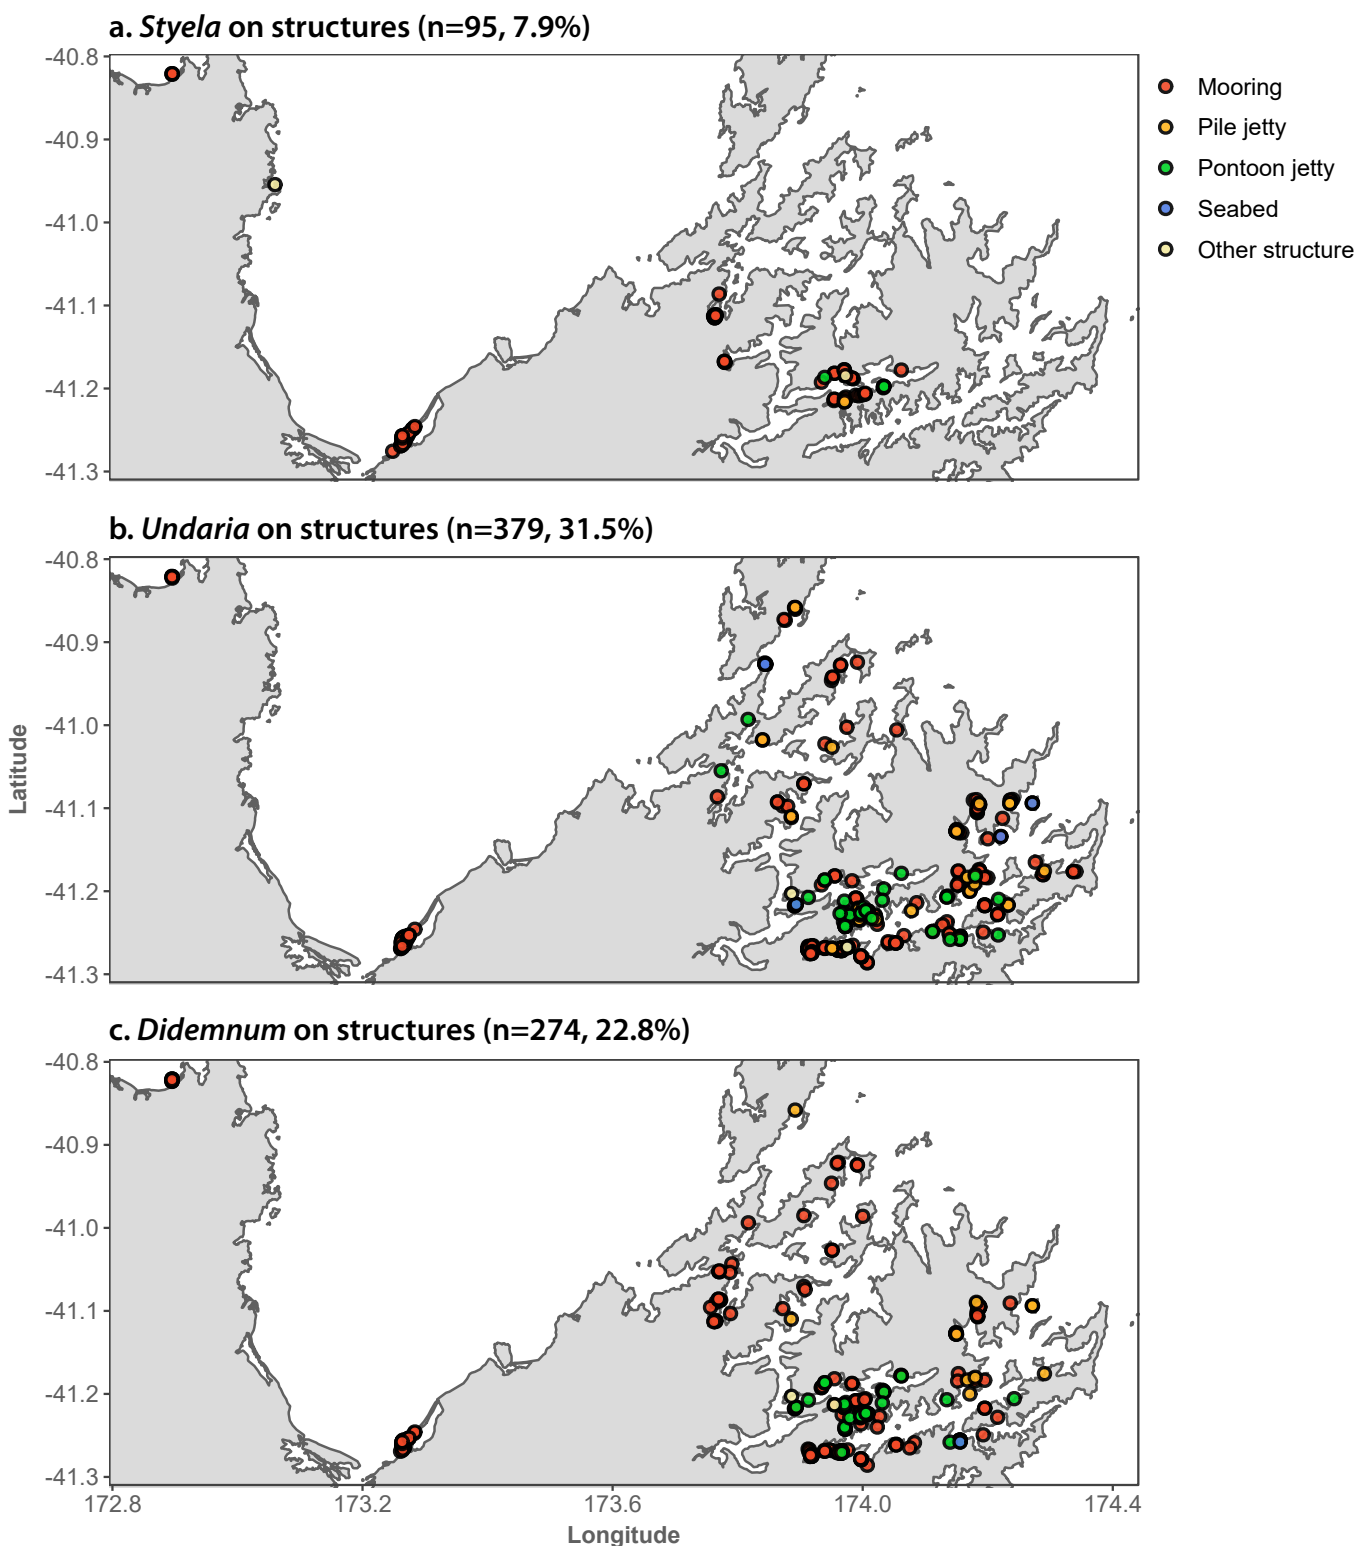 a. Styela on structures (n=95, 7.9%)
-40.8
-40.9
-41.0
-41.1
-41.2
-41.3
Mooring
Pile jetty
Pontoon jetty
Seabed
Other structure
b. Undaria on structures (n=379, 31.5%)
-40.8
-40.9
-41.0
-41.1
-41.2
-41.3
Latitude
c. Didemnum on structures (n=274, 22.8%)
-40.8
-40.9
-41.0
-41.1
-41.2
-41.3
172.8 173.2 173.6 174.0 174.4
Longitude